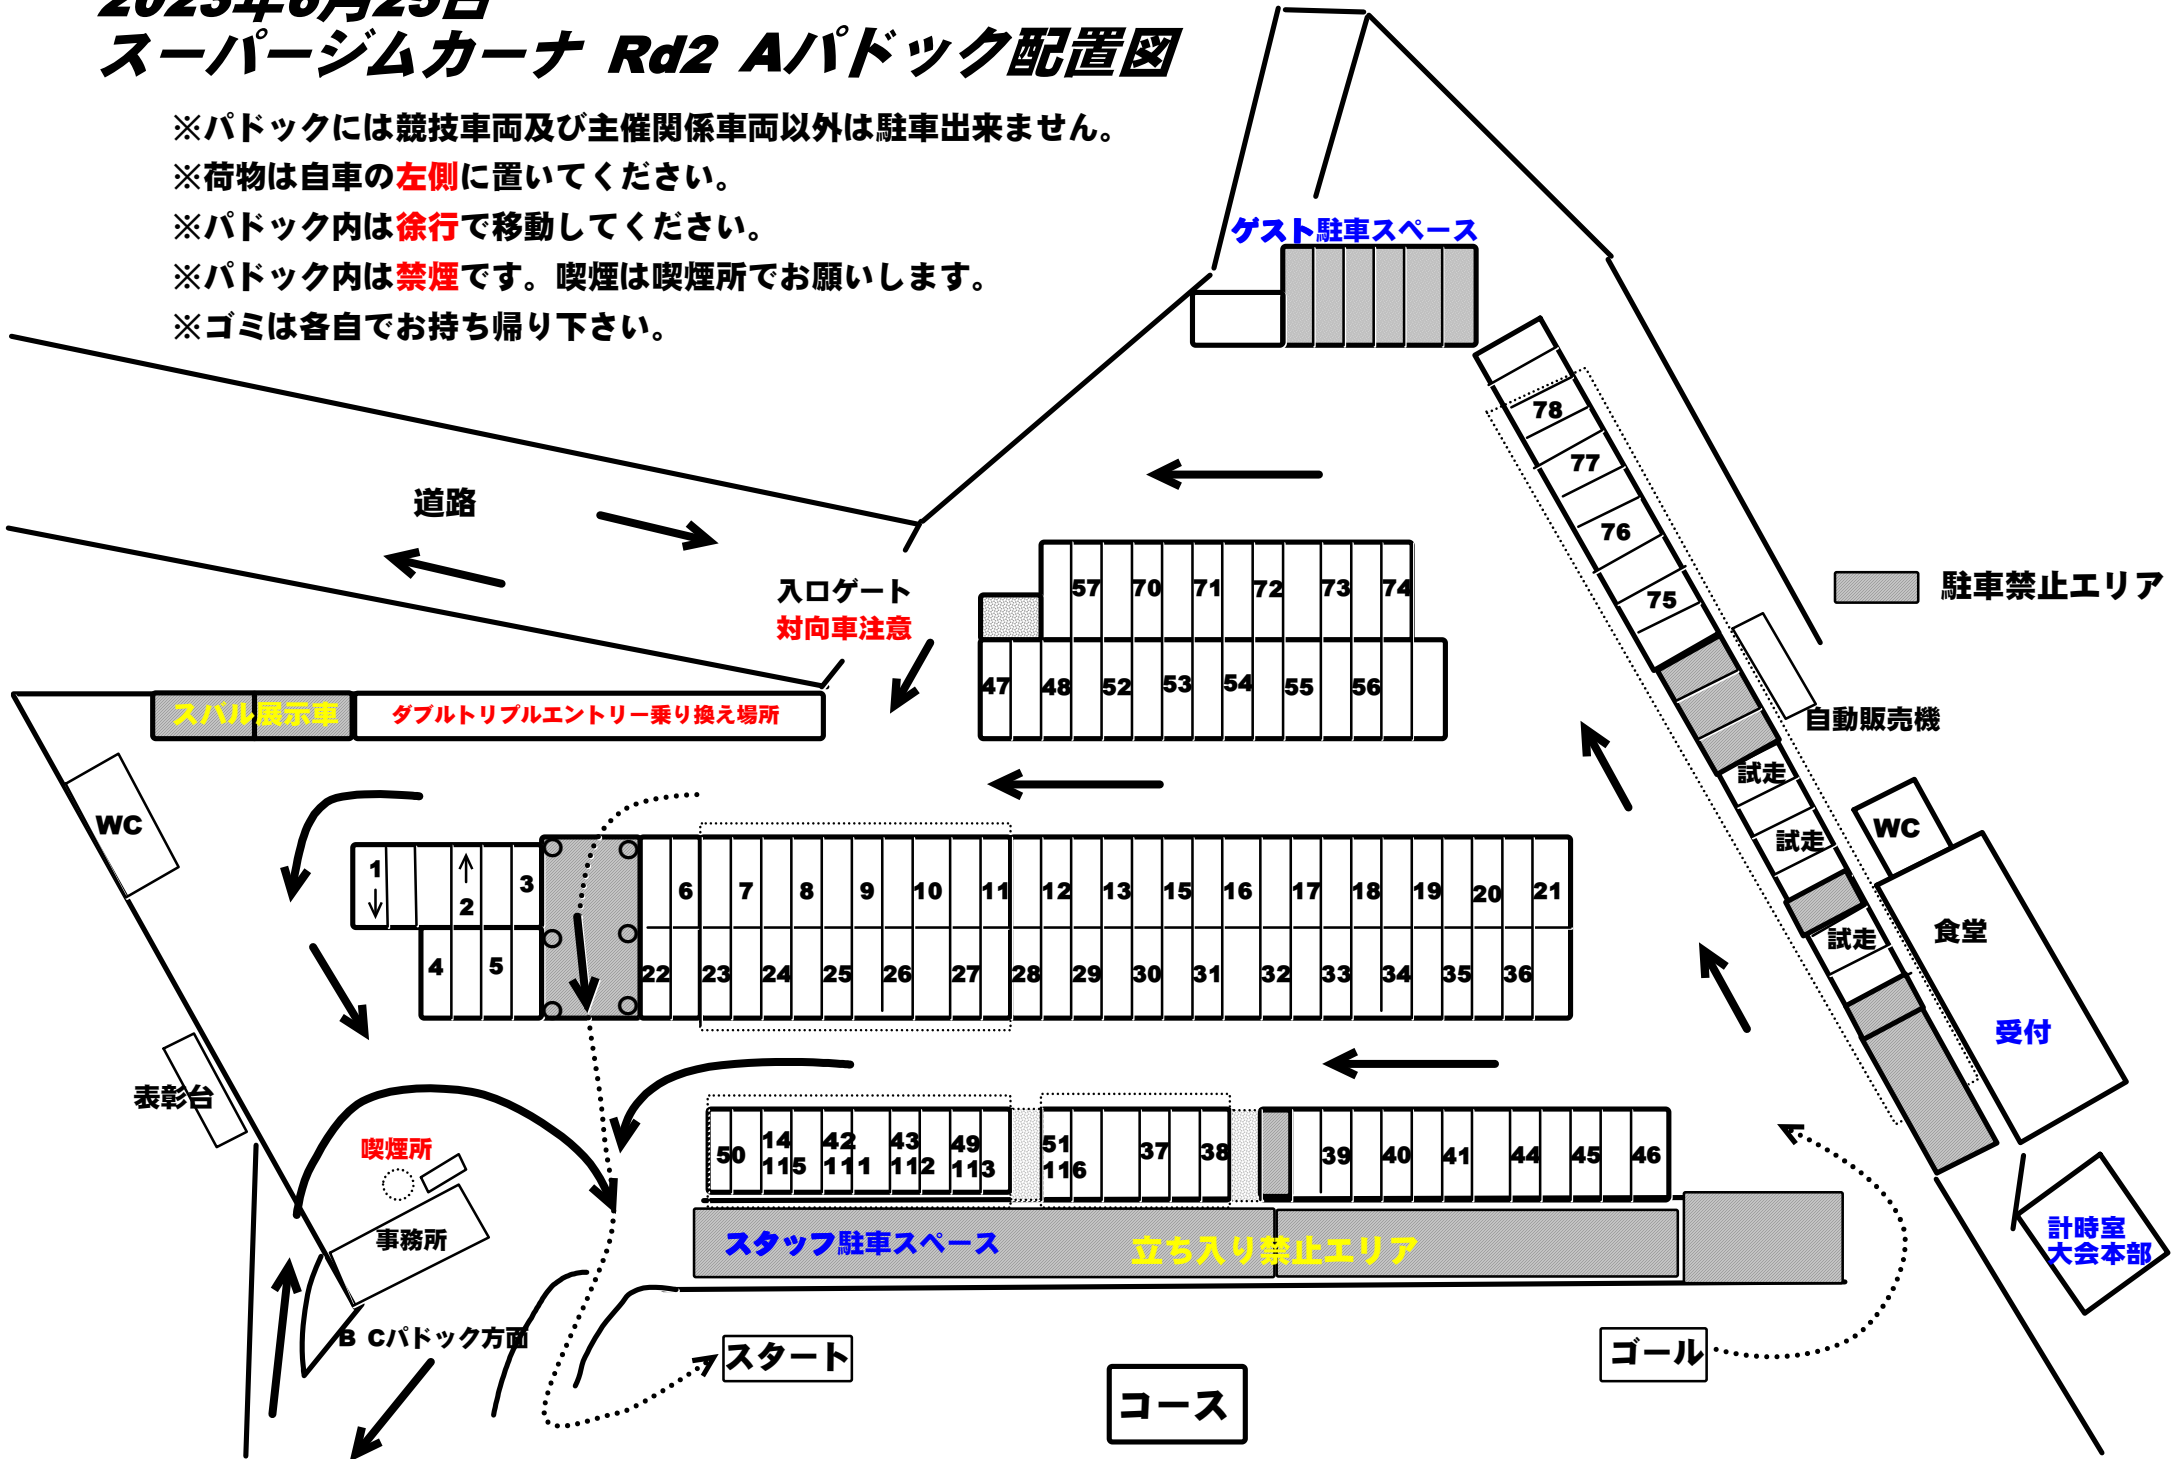 2023年6月25日
スーパージムカーナ Rd2 Aパドック配置図
※パドックには競技車両及び主催関係車両以外は駐車出来ません。
※荷物は自車の左側に置いてください。
※パドック内は徐行で移動してください。
※パドック内は禁煙です。喫煙は喫煙所でお願いします。
※ゴミは各自でお持ち帰り下さい。
ゲスト駐車スペース
78
77
76
75
道路
入口ゲート
対向車注意
駐車禁止エリア
57 70 71 72 73 74
47 48 52 53 54 55 56
スバル展示車
ダブルトリプルエントリー乗り換え場所
自動販売機
試走
試走
試走
WC
WC
食堂
受付
1 2 3
4 5
6 7 8 9 10 11 12 13 15 16 17 18 19 20 21
22 23 24 25 26 27 28 29 30 31 32 33 34 35 36
表彰台
喫煙所
事務所
50
14
115
42
111
43
112
49
113
51
116
37 38 39 40 41 44 45 46
スタッフ駐車スペース
立ち入り禁止エリア
計時室
大会本部
B Cパドック方面
スタート
ゴール
コース